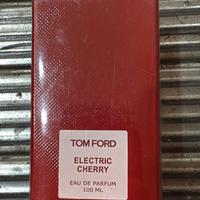 TOM FORD
ELECTRIC
CHERRY
EAU DE PARFUM
100 ML